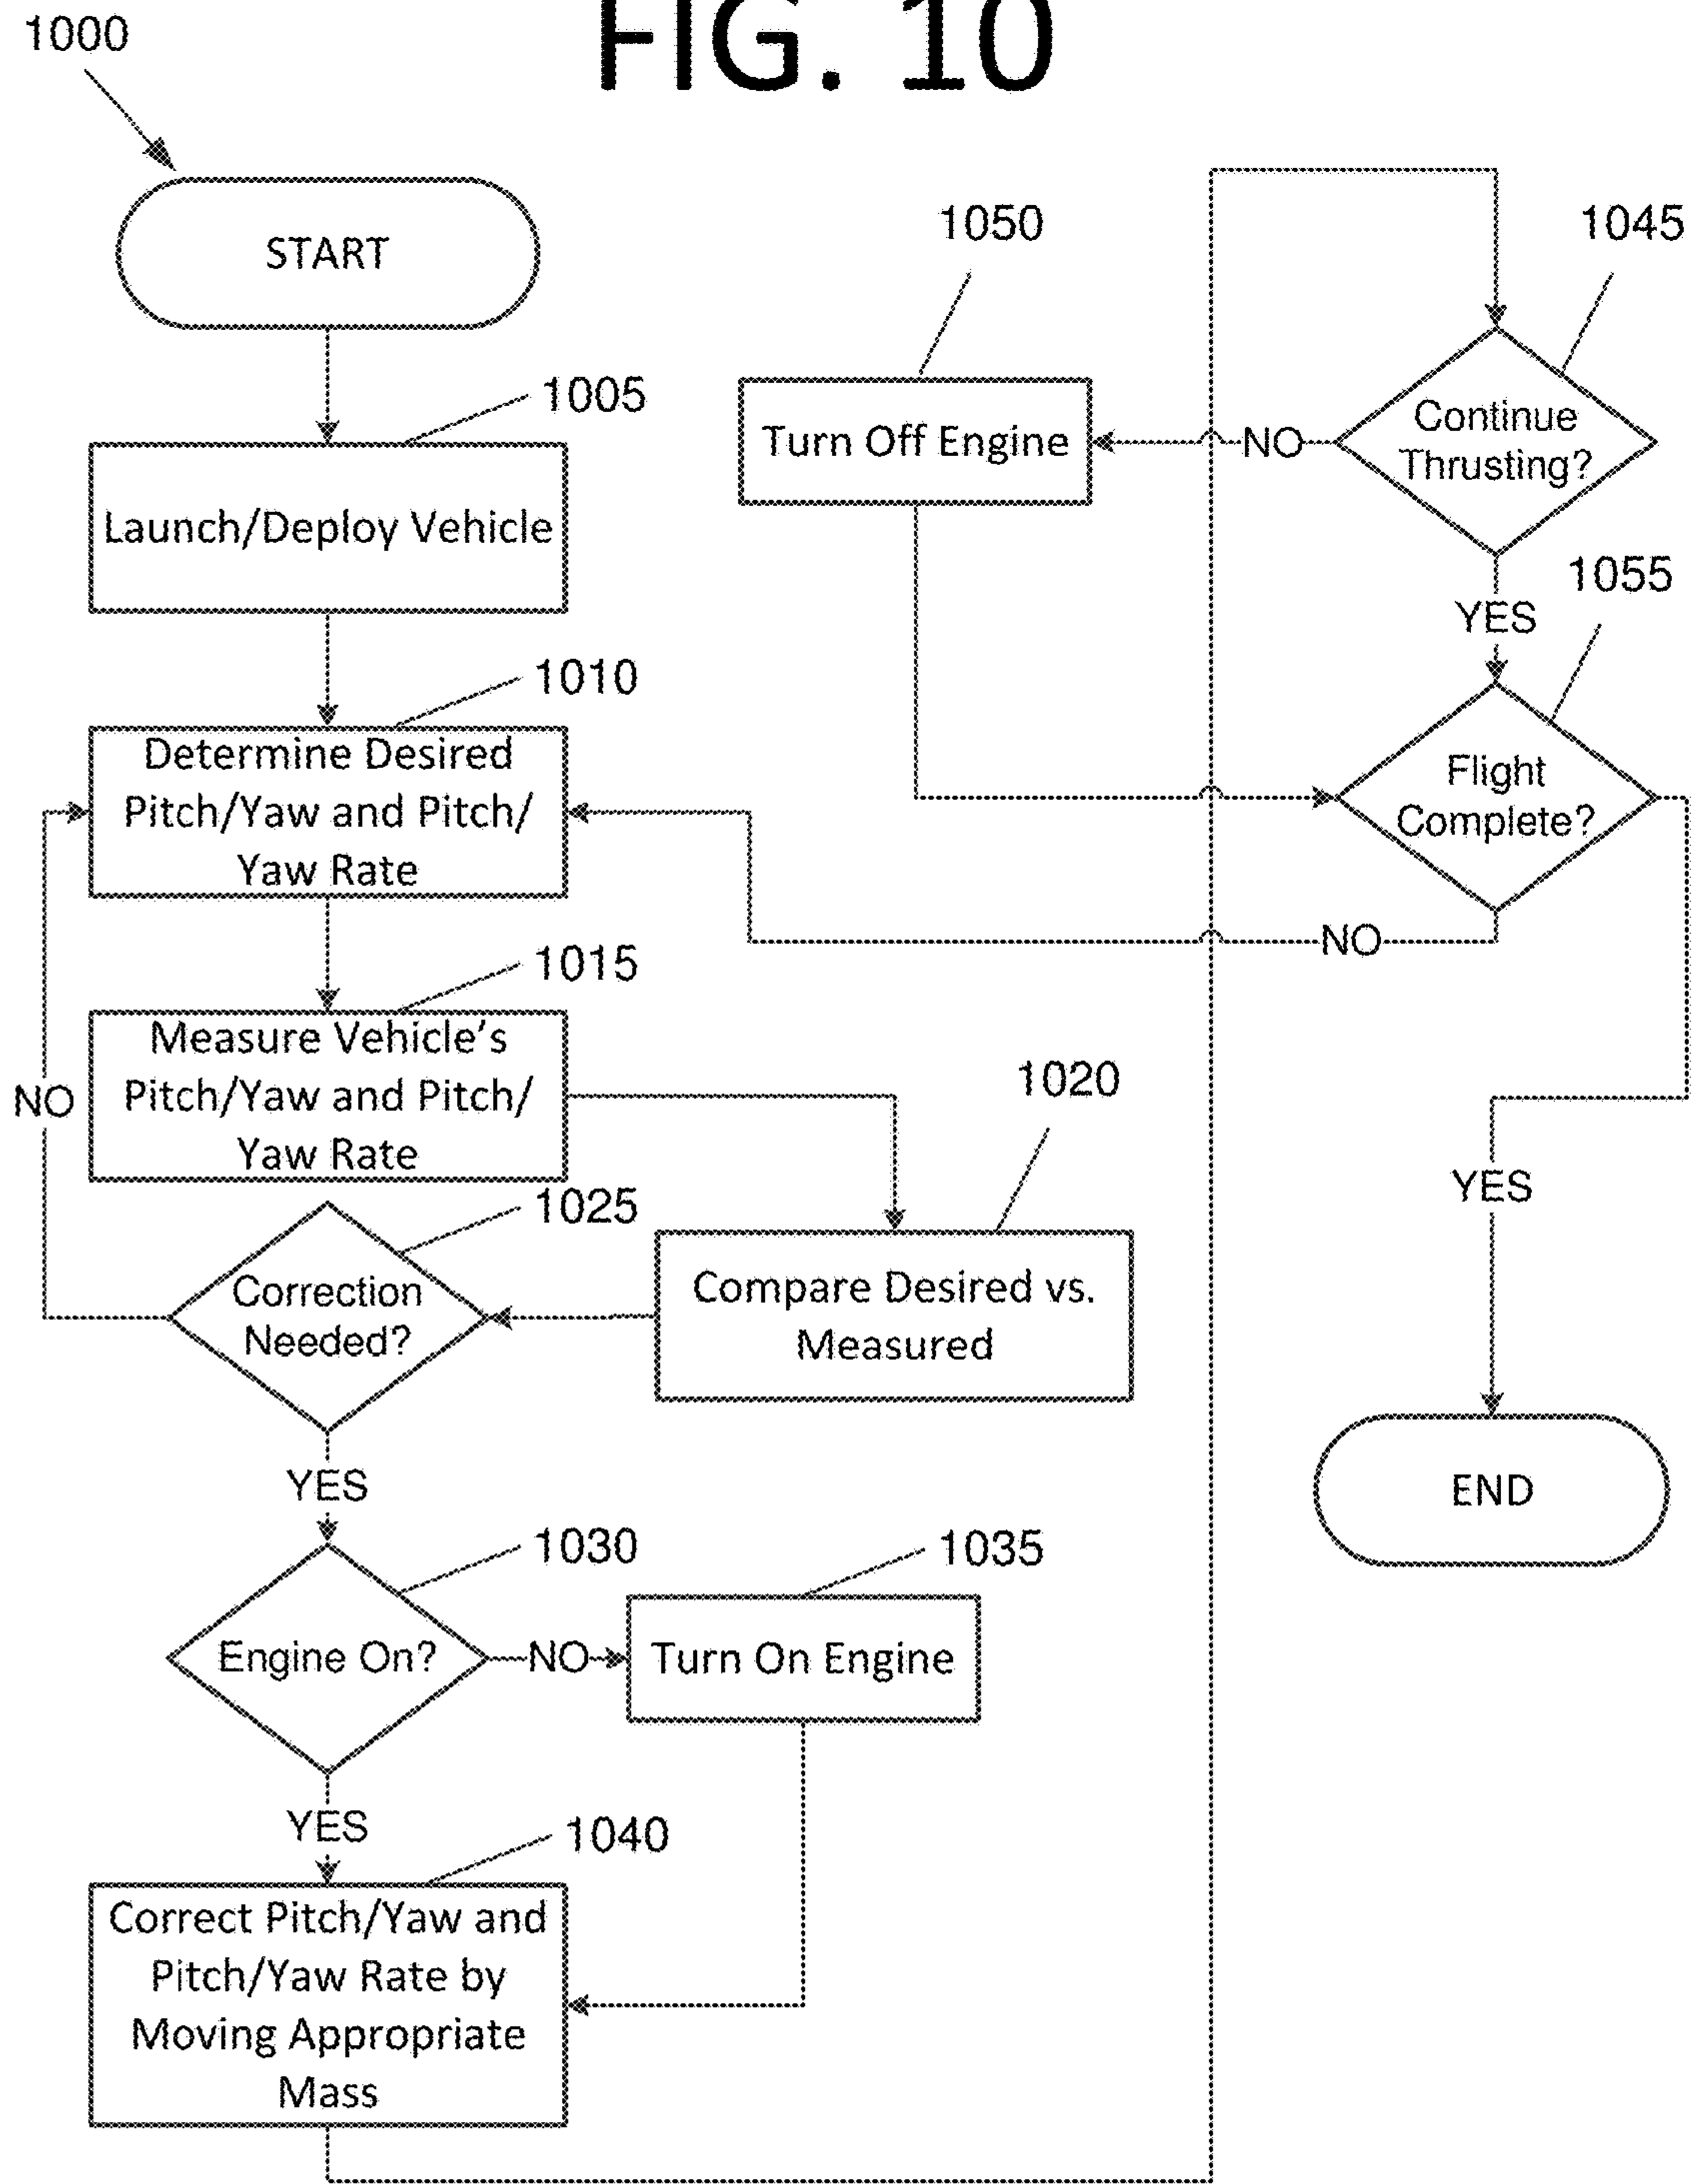 FIG. 10
1000
START
1005
Launch/Deploy Vehicle
1010
Determine Desired
Pitch/Yaw and Pitch/
Yaw Rate
1015
Measure Vehicle's
Pitch/Yaw and Pitch/
Yaw Rate
1020
Compare Desired vs.
Measured
1025
Correction
Needed?
NO
YES
1030
Engine On?
NO
1035
Turn On Engine
YES
1040
Correct Pitch/Yaw and
Pitch/Yaw Rate by
Moving Appropriate
Mass
1045
Continue
Thrusting?
NO
1050
Turn Off Engine
YES
1055
Flight
Complete?
NO
YES
END